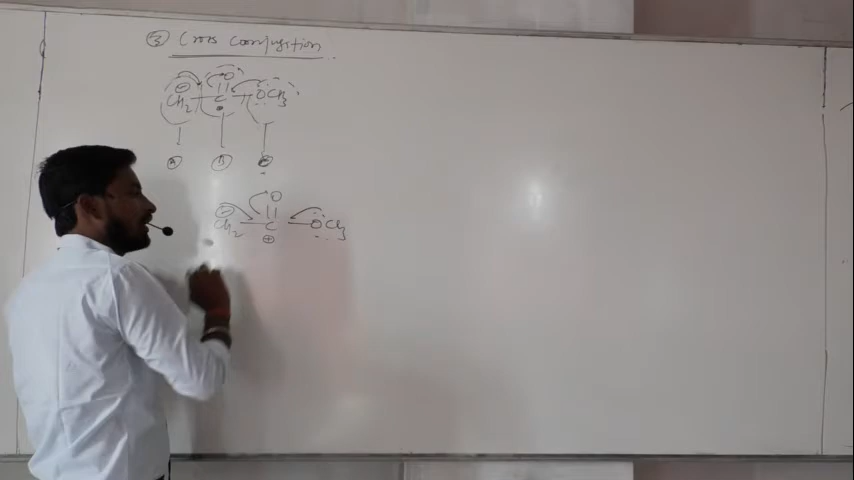 ③ Cross conjugation
⊖ O
CH₂ — C — OCH₃
Ⓐ Ⓑ Ⓒ
⊖ O
CH₂ — C — OCH₃
⊕